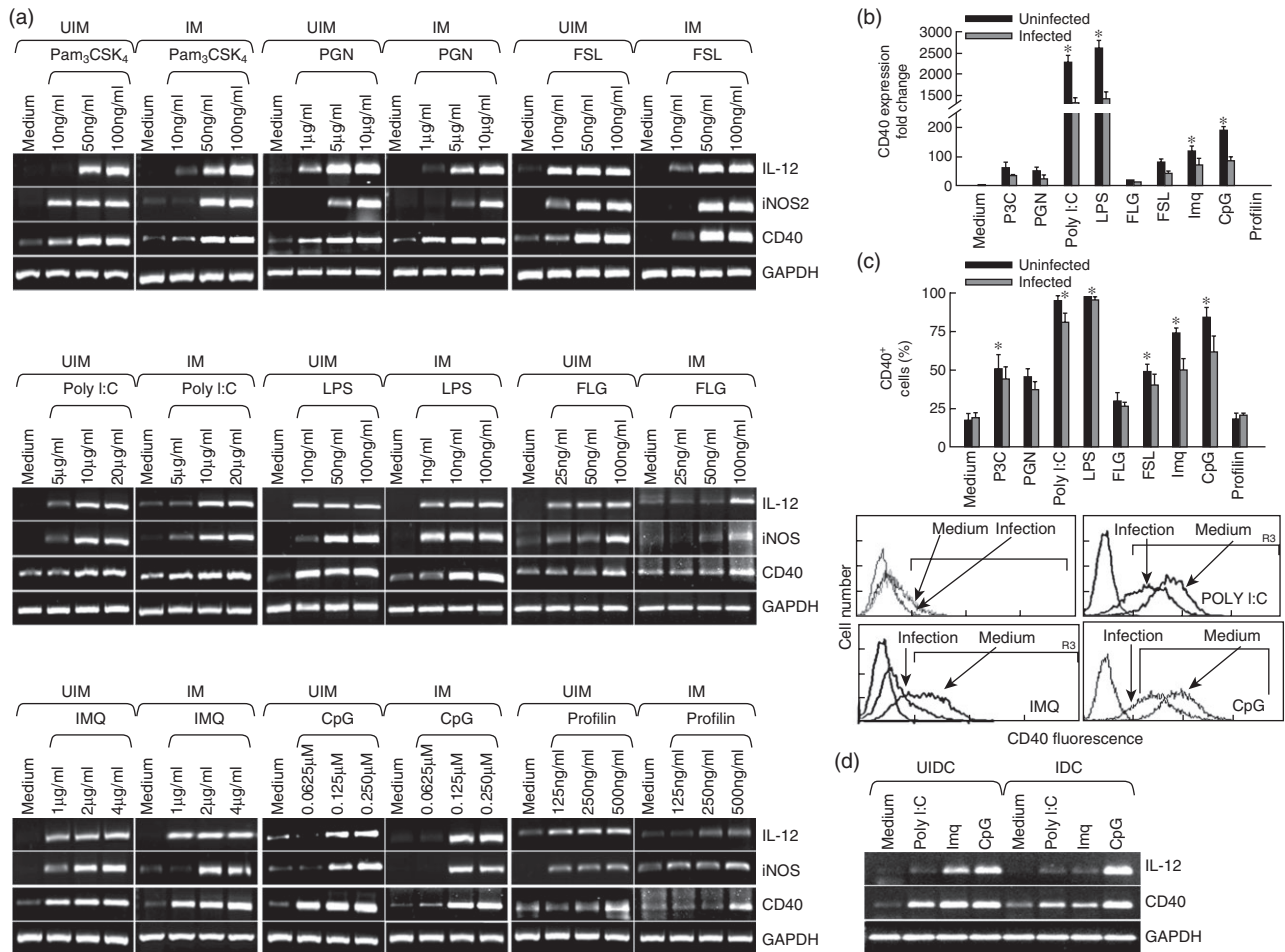 (a)
UIM IM UIM IM UIM IM
Pam₃CSK₄ Pam₃CSK₄ PGN PGN FSL FSL
Medium 10ng/ml 50ng/ml 100ng/ml Medium 10ng/ml 50ng/ml 100ng/ml Medium 1µg/ml 5µg/ml 10µg/ml Medium 1µg/ml 5µg/ml 10µg/ml Medium 10ng/ml 50ng/ml 100ng/ml Medium 10ng/ml 50ng/ml 100ng/ml
IL-12
iNOS2
CD40
GAPDH
UIM IM UIM IM UIM IM
Poly I:C Poly I:C LPS LPS FLG FLG
Medium 5µg/ml 10µg/ml 20µg/ml Medium 5µg/ml 10µg/ml 20µg/ml Medium 10ng/ml 50ng/ml 100ng/ml Medium 1ng/ml 10ng/ml 100ng/ml Medium 25ng/ml 50ng/ml 100ng/ml Medium 25ng/ml 50ng/ml 100ng/ml
IL-12
iNOS
CD40
GAPDH
UIM IM UIM IM UIM IM
IMQ IMQ CpG CpG Profilin Profilin
Medium 1µg/ml 2µg/ml 4µg/ml Medium 1µg/ml 2µg/ml 4µg/ml Medium 0.0625µM 0.125µM 0.250µM Medium 0.0625µM 0.125µM 0.250µM Medium 125ng/ml 250ng/ml 500ng/ml Medium 125ng/ml 250ng/ml 500ng/ml
IL-12
iNOS
CD40
GAPDH
(b)
Uninfected
Infected
CD40 expression
fold change
3000
2500
2000
1500
200
100
0
* * * *
Medium P3C PGN Poly I:C LPS FLG FSL Imq CpG Profilin
(c)
Uninfected
Infected
CD40⁺
cells (%)
100
75
50
25
0
* * * * * *
Medium P3C PGN Poly I:C LPS FLG FSL Imq CpG Profilin
Cell number
Medium Infection
Infection Medium
R3
POLY I:C
Infection Medium
R3
IMQ
Infection Medium
CpG
CD40 fluorescence
(d)
UIDC IDC
Medium Poly I:C Imq CpG Medium Poly I:C Imq CpG
IL-12
CD40
GAPDH